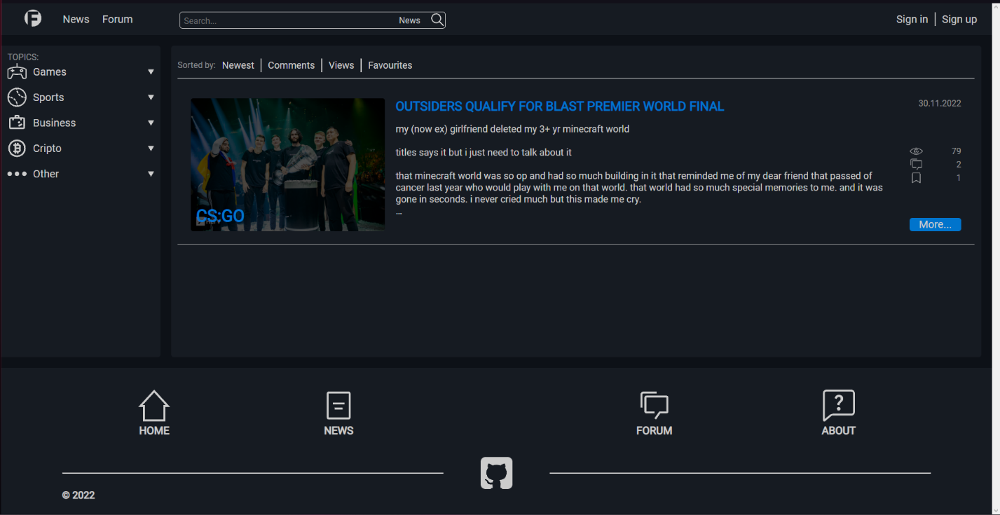 F
News Forum Search... News Sign in Sign up
TOPICS:
Games
Sports
Business
Cripto
Other
Sorted by: Newest Comments Views Favourites
CS:GO
OUTSIDERS QUALIFY FOR BLAST PREMIER WORLD FINAL
30.11.2022
my (now ex) girlfriend deleted my 3+ yr minecraft world
titles says it but i just need to talk about it
that minecraft world was so op and had so much building in it that reminded me of my dear friend that passed of
cancer last year who would play with me on that world. that world had so much special memories to me. and it was
gone in seconds. i never cried much but this made me cry.
...
79
2
1
More...
HOME NEWS FORUM ABOUT
© 2022